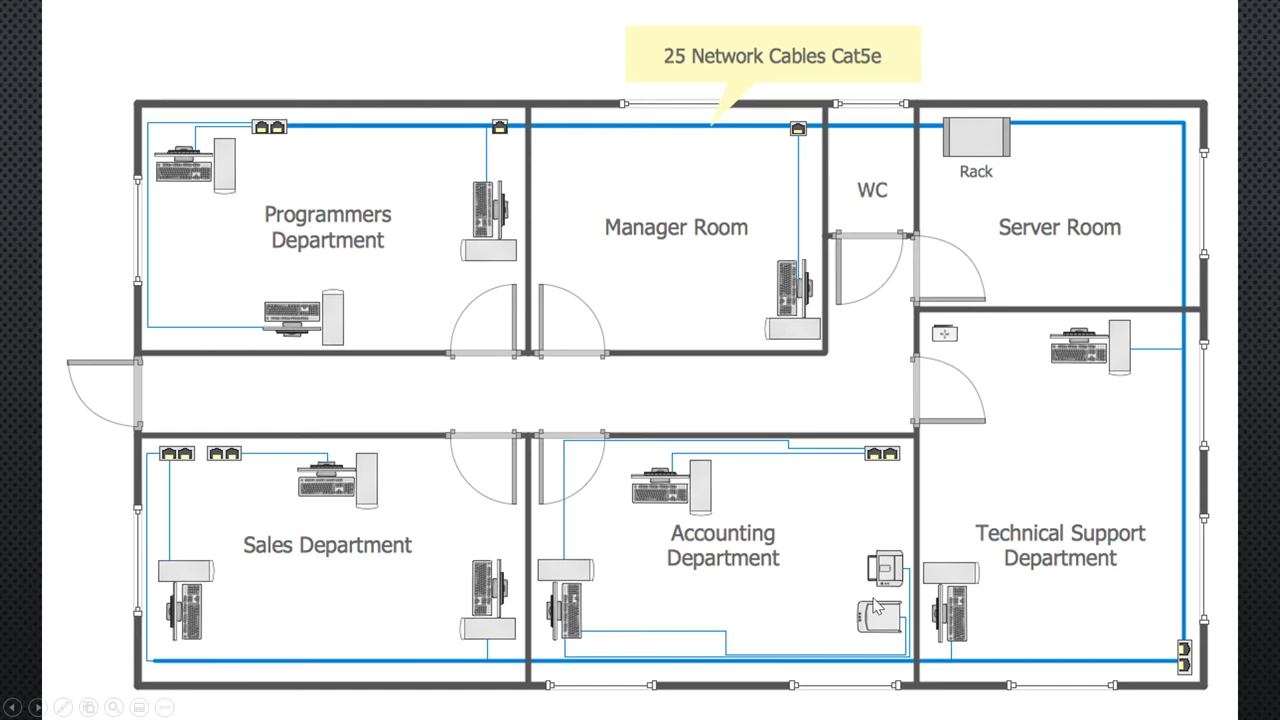 25 Network Cables Cat5e
Rack
WC
Programmers
Department
Manager Room
Server Room
Sales Department
Accounting
Department
Technical Support
Department